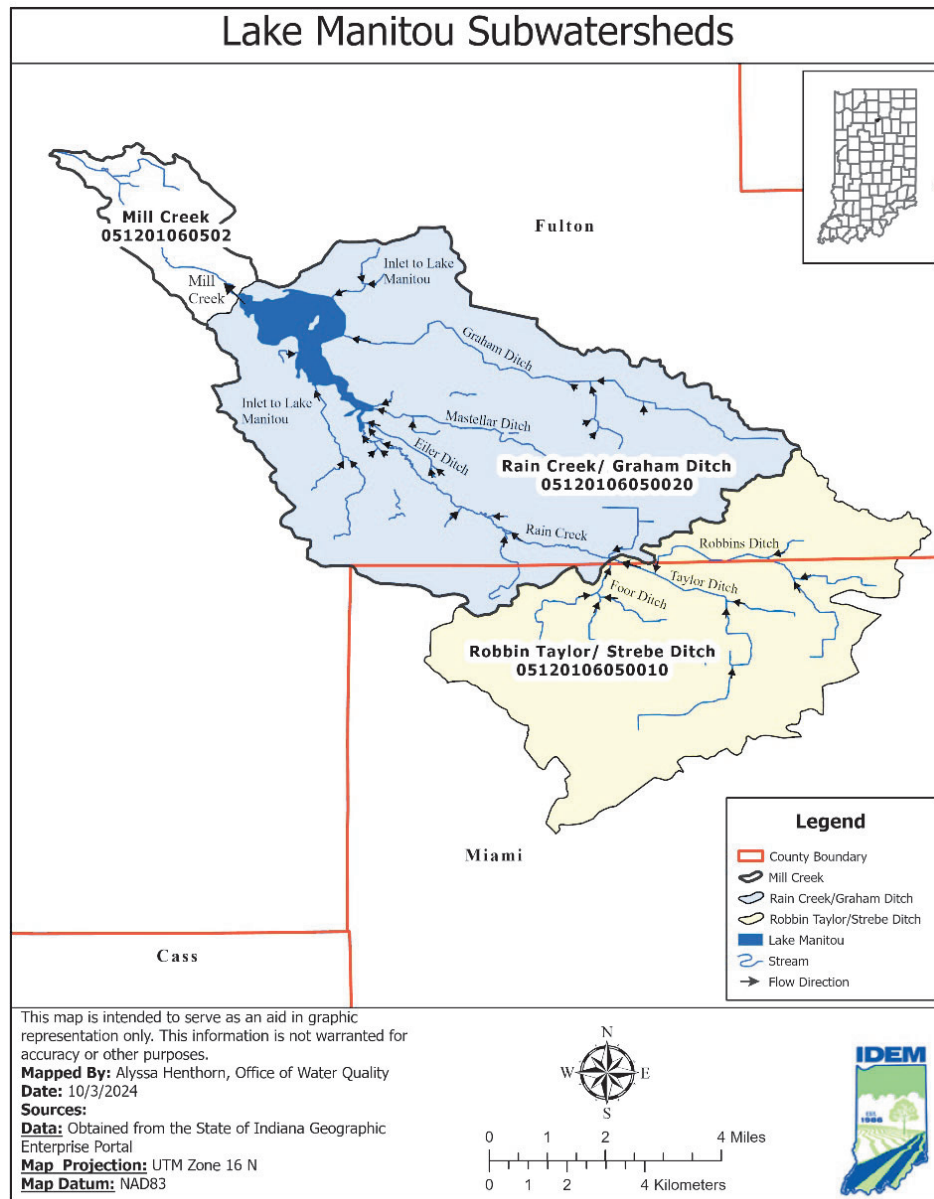 Lake Manitou Subwatersheds
Mill Creek
051201060502
Fulton
Inlet to Lake
Manitou
Mill
Creek
Graham Ditch
Inlet to Lake
Manitou
Mastellar Ditch
Eiler Ditch
Rain Creek/ Graham Ditch
05120106050020
Rain Creek
Robbins Ditch
Taylor Ditch
Foor Ditch
Robbin Taylor/ Strebe Ditch
05120106050010
Miami
Cass
Legend
County Boundary
Mill Creek
Rain Creek/Graham Ditch
Robbin Taylor/Strebe Ditch
Lake Manitou
Stream
Flow Direction
This map is intended to serve as an aid in graphic
representation only. This information is not warranted for
accuracy or other purposes.
Mapped By: Alyssa Henthorn, Office of Water Quality
Date: 10/3/2024
Sources:
Data: Obtained from the State of Indiana Geographic
Enterprise Portal
Map Projection: UTM Zone 16 N
Map Datum: NAD83
N
W E
S
0 1 2 4 Miles
0 1 2 4 Kilometers
IDEM
EST.
1986